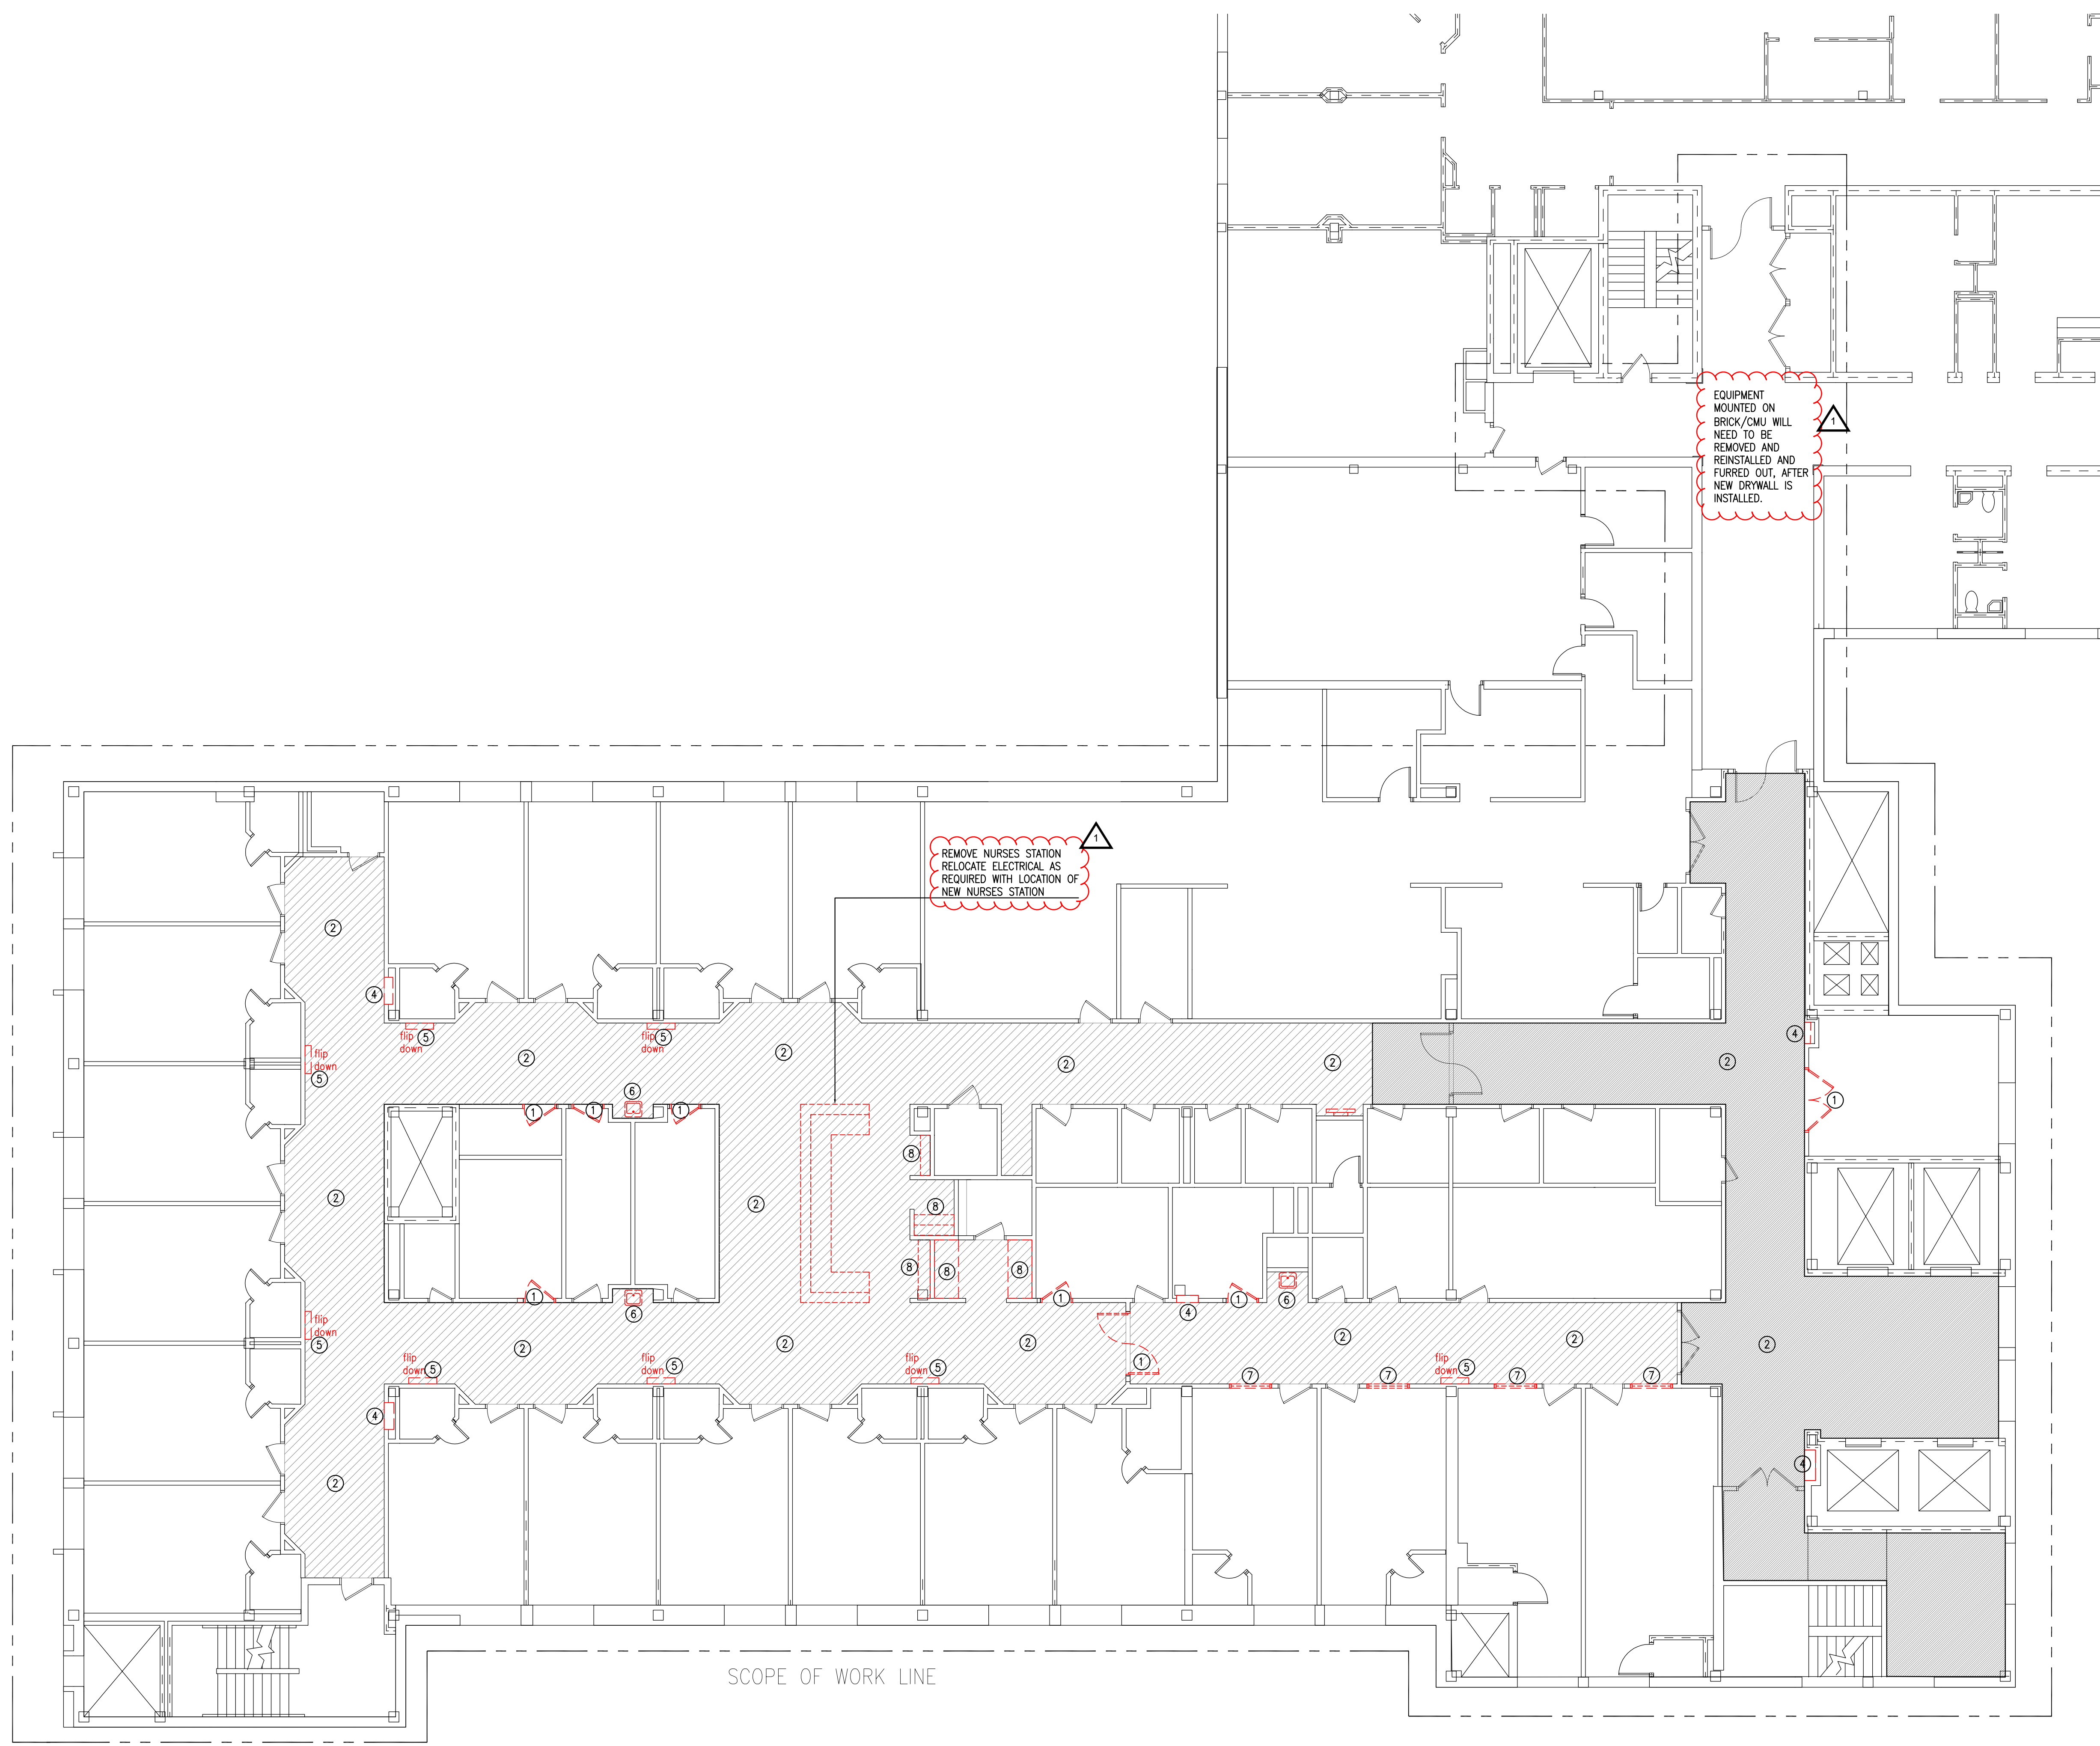 EQUIPMENT
MOUNTED ON
BRICK/CMU WILL
NEED TO BE
REMOVED AND
REINSTALLED AND
FURRED OUT, AFTER
NEW DRYWALL IS
INSTALLED.
1
1
REMOVE NURSES STATION
RELOCATE ELECTRICAL AS
REQUIRED WITH LOCATION OF
NEW NURSES STATION
2
4
4
flip
down
5
flip
down
5
flip
down
5
2
2
2
2
2
6
1
1
1
1
8
2
2
8
8
8
8
1
6
1
4
1
6
flip
down
5
2
2
2
1
2
2
2
flip
down
5
flip
down
5
flip
down
5
flip
down
5
7
7
7
7
4
4
2
SCOPE OF WORK LINE